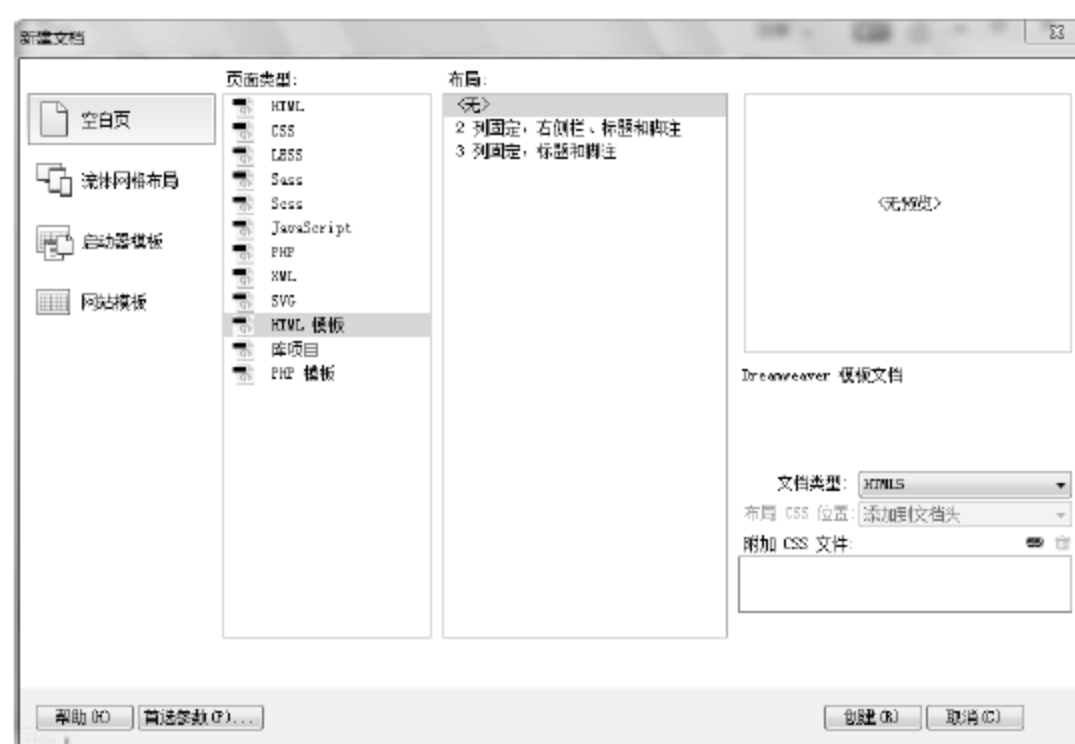 新建文档
空白页
流体网格布局
启动器模板
网站模板
页面类型:
HTML
CSS
LESS
Sass
Scss
JavaScript
PHP
XML
SVG
HTML 模板
库项目
PHP 模板
布局:
<无>
2 列固定，右侧栏、标题和脚注
3 列固定，标题和脚注
<无预览>
Dreamweaver 模板文档
文档类型: HTML5
布局 CSS 位置: 添加到文档头
附加 CSS 文件:
帮助(H) 首选参数(P)...
创建(R) 取消(C)